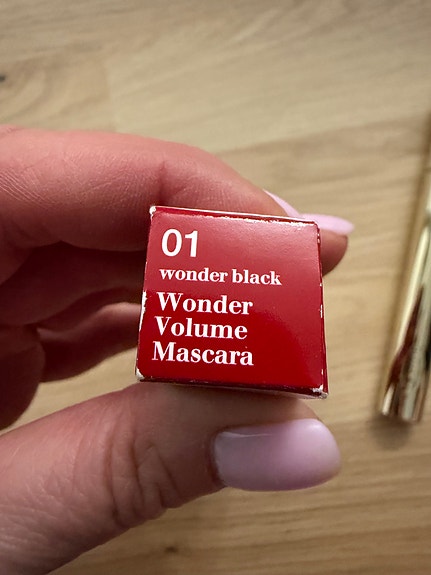 01
wonder black
Wonder
Volume
Mascara